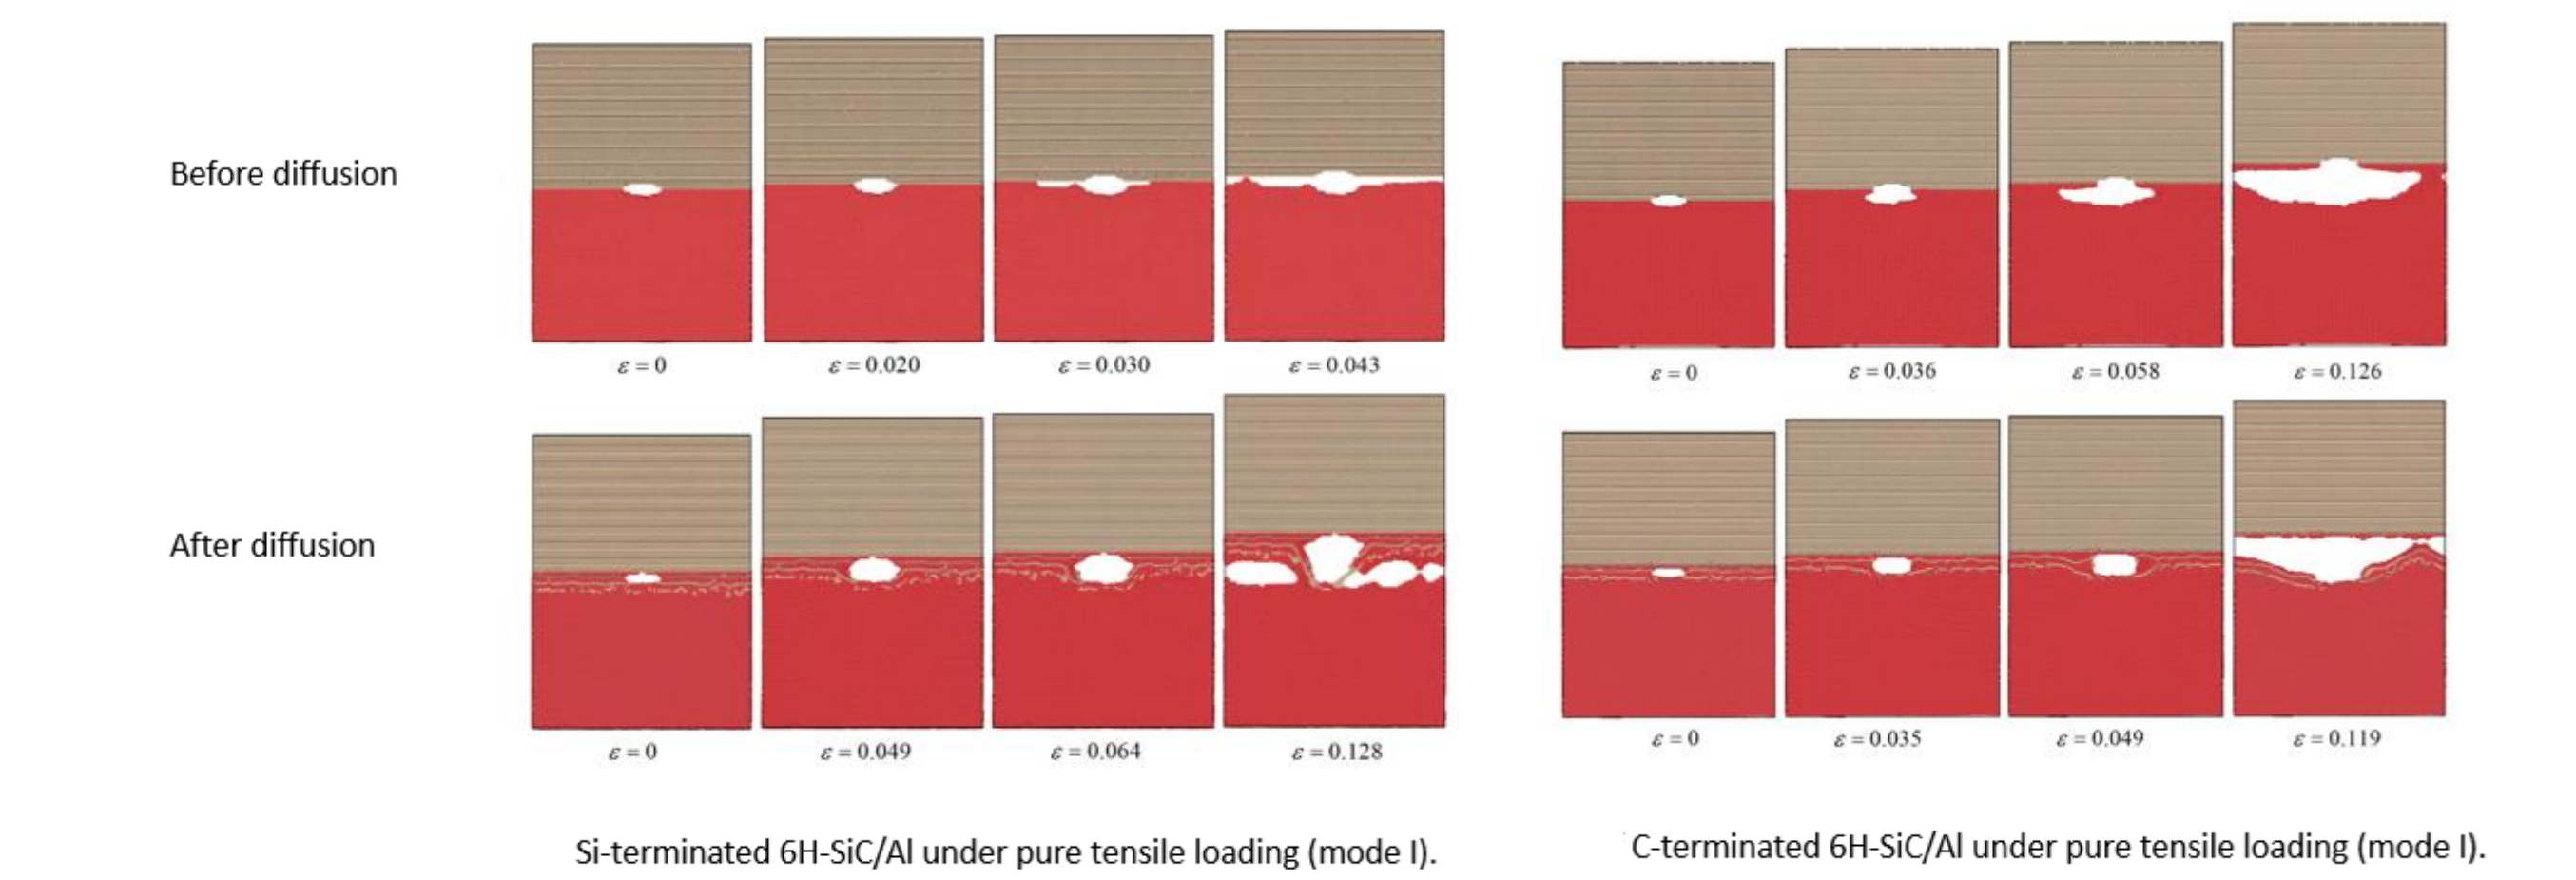 Before diffusion
ε = 0
ε = 0.020
ε = 0.030
ε = 0.043
ε = 0
ε = 0.036
ε = 0.058
ε = 0.126
After diffusion
ε = 0
ε = 0.049
ε = 0.064
ε = 0.128
ε = 0
ε = 0.035
ε = 0.049
ε = 0.119
Si-terminated 6H-SiC/Al under pure tensile loading (mode I).
C-terminated 6H-SiC/Al under pure tensile loading (mode I).